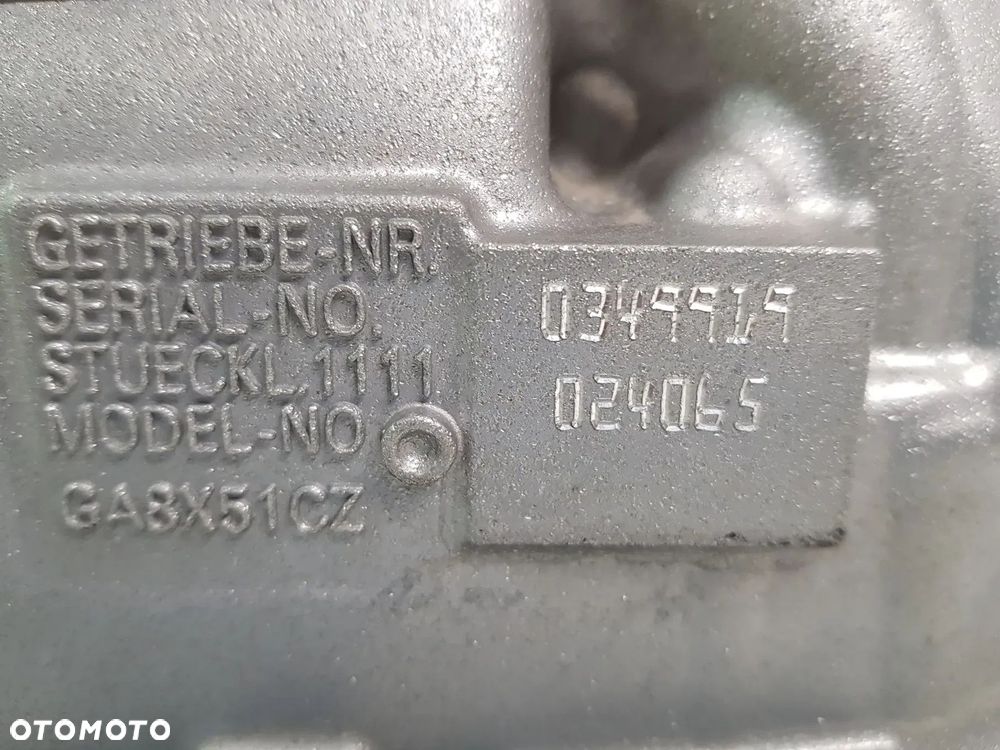 GETRIEBE-NR.
SERIAL-NO. 0349919
STUECKL.1111
MODEL-NO 024065
GA8X51CZ
OTOMOTO